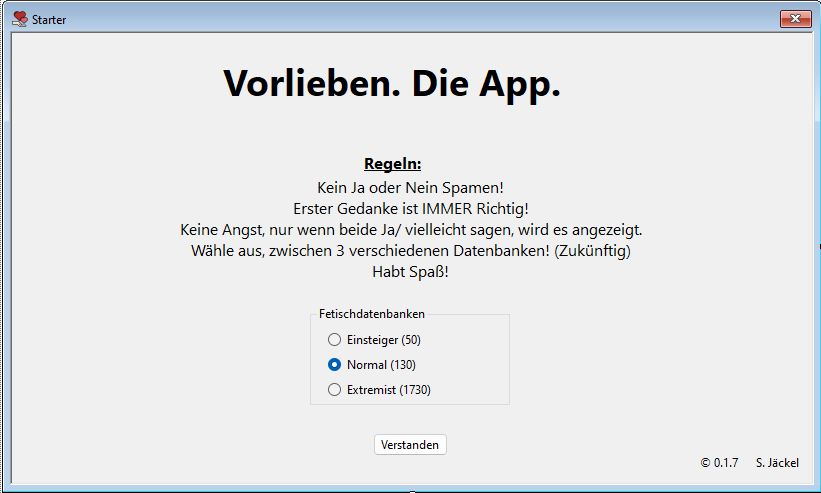 Starter
Vorlieben. Die App.
Regeln:
Kein Ja oder Nein Spamen!
Erster Gedanke ist IMMER Richtig!
Keine Angst, nur wenn beide Ja/ vielleicht sagen, wird es angezeigt.
Wähle aus, zwischen 3 verschiedenen Datenbanken! (Zukünftig)
Habt Spaß!
Fetischdatenbanken
Einsteiger (50)
Normal (130)
Extremist (1730)
Verstanden
© 0.1.7 S. Jäckel